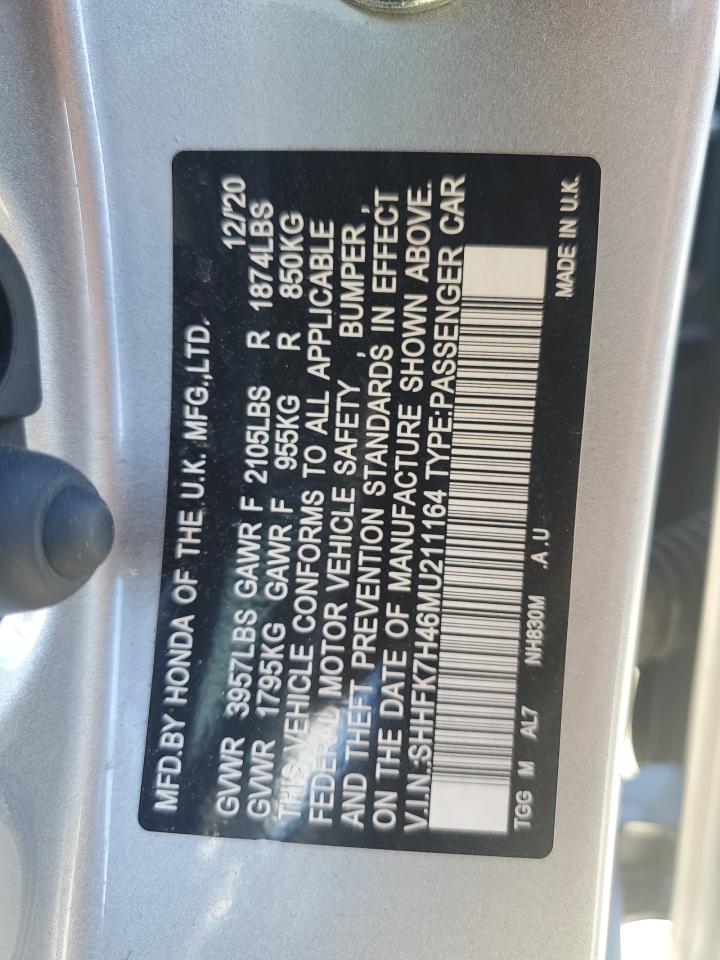 MFD.BY HONDA OF THE U.K. MFG.,LTD. 12/'20
GVWR 3957LBS GAWR F 2105LBS R 1874LBS
GVWR 1795KG GAWR F 955KG R 850KG
THIS VEHICLE CONFORMS TO ALL APPLICABLE
FEDERAL MOTOR VEHICLE SAFETY , BUMPER ,
AND THEFT PREVENTION STANDARDS IN EFFECT
ON THE DATE OF MANUFACTURE SHOWN ABOVE.
V.I.N.:SHHFK7H46MU211164 TYPE:PASSENGER CAR
TGG M AL7 NH830M .A .U MADE IN U.K.